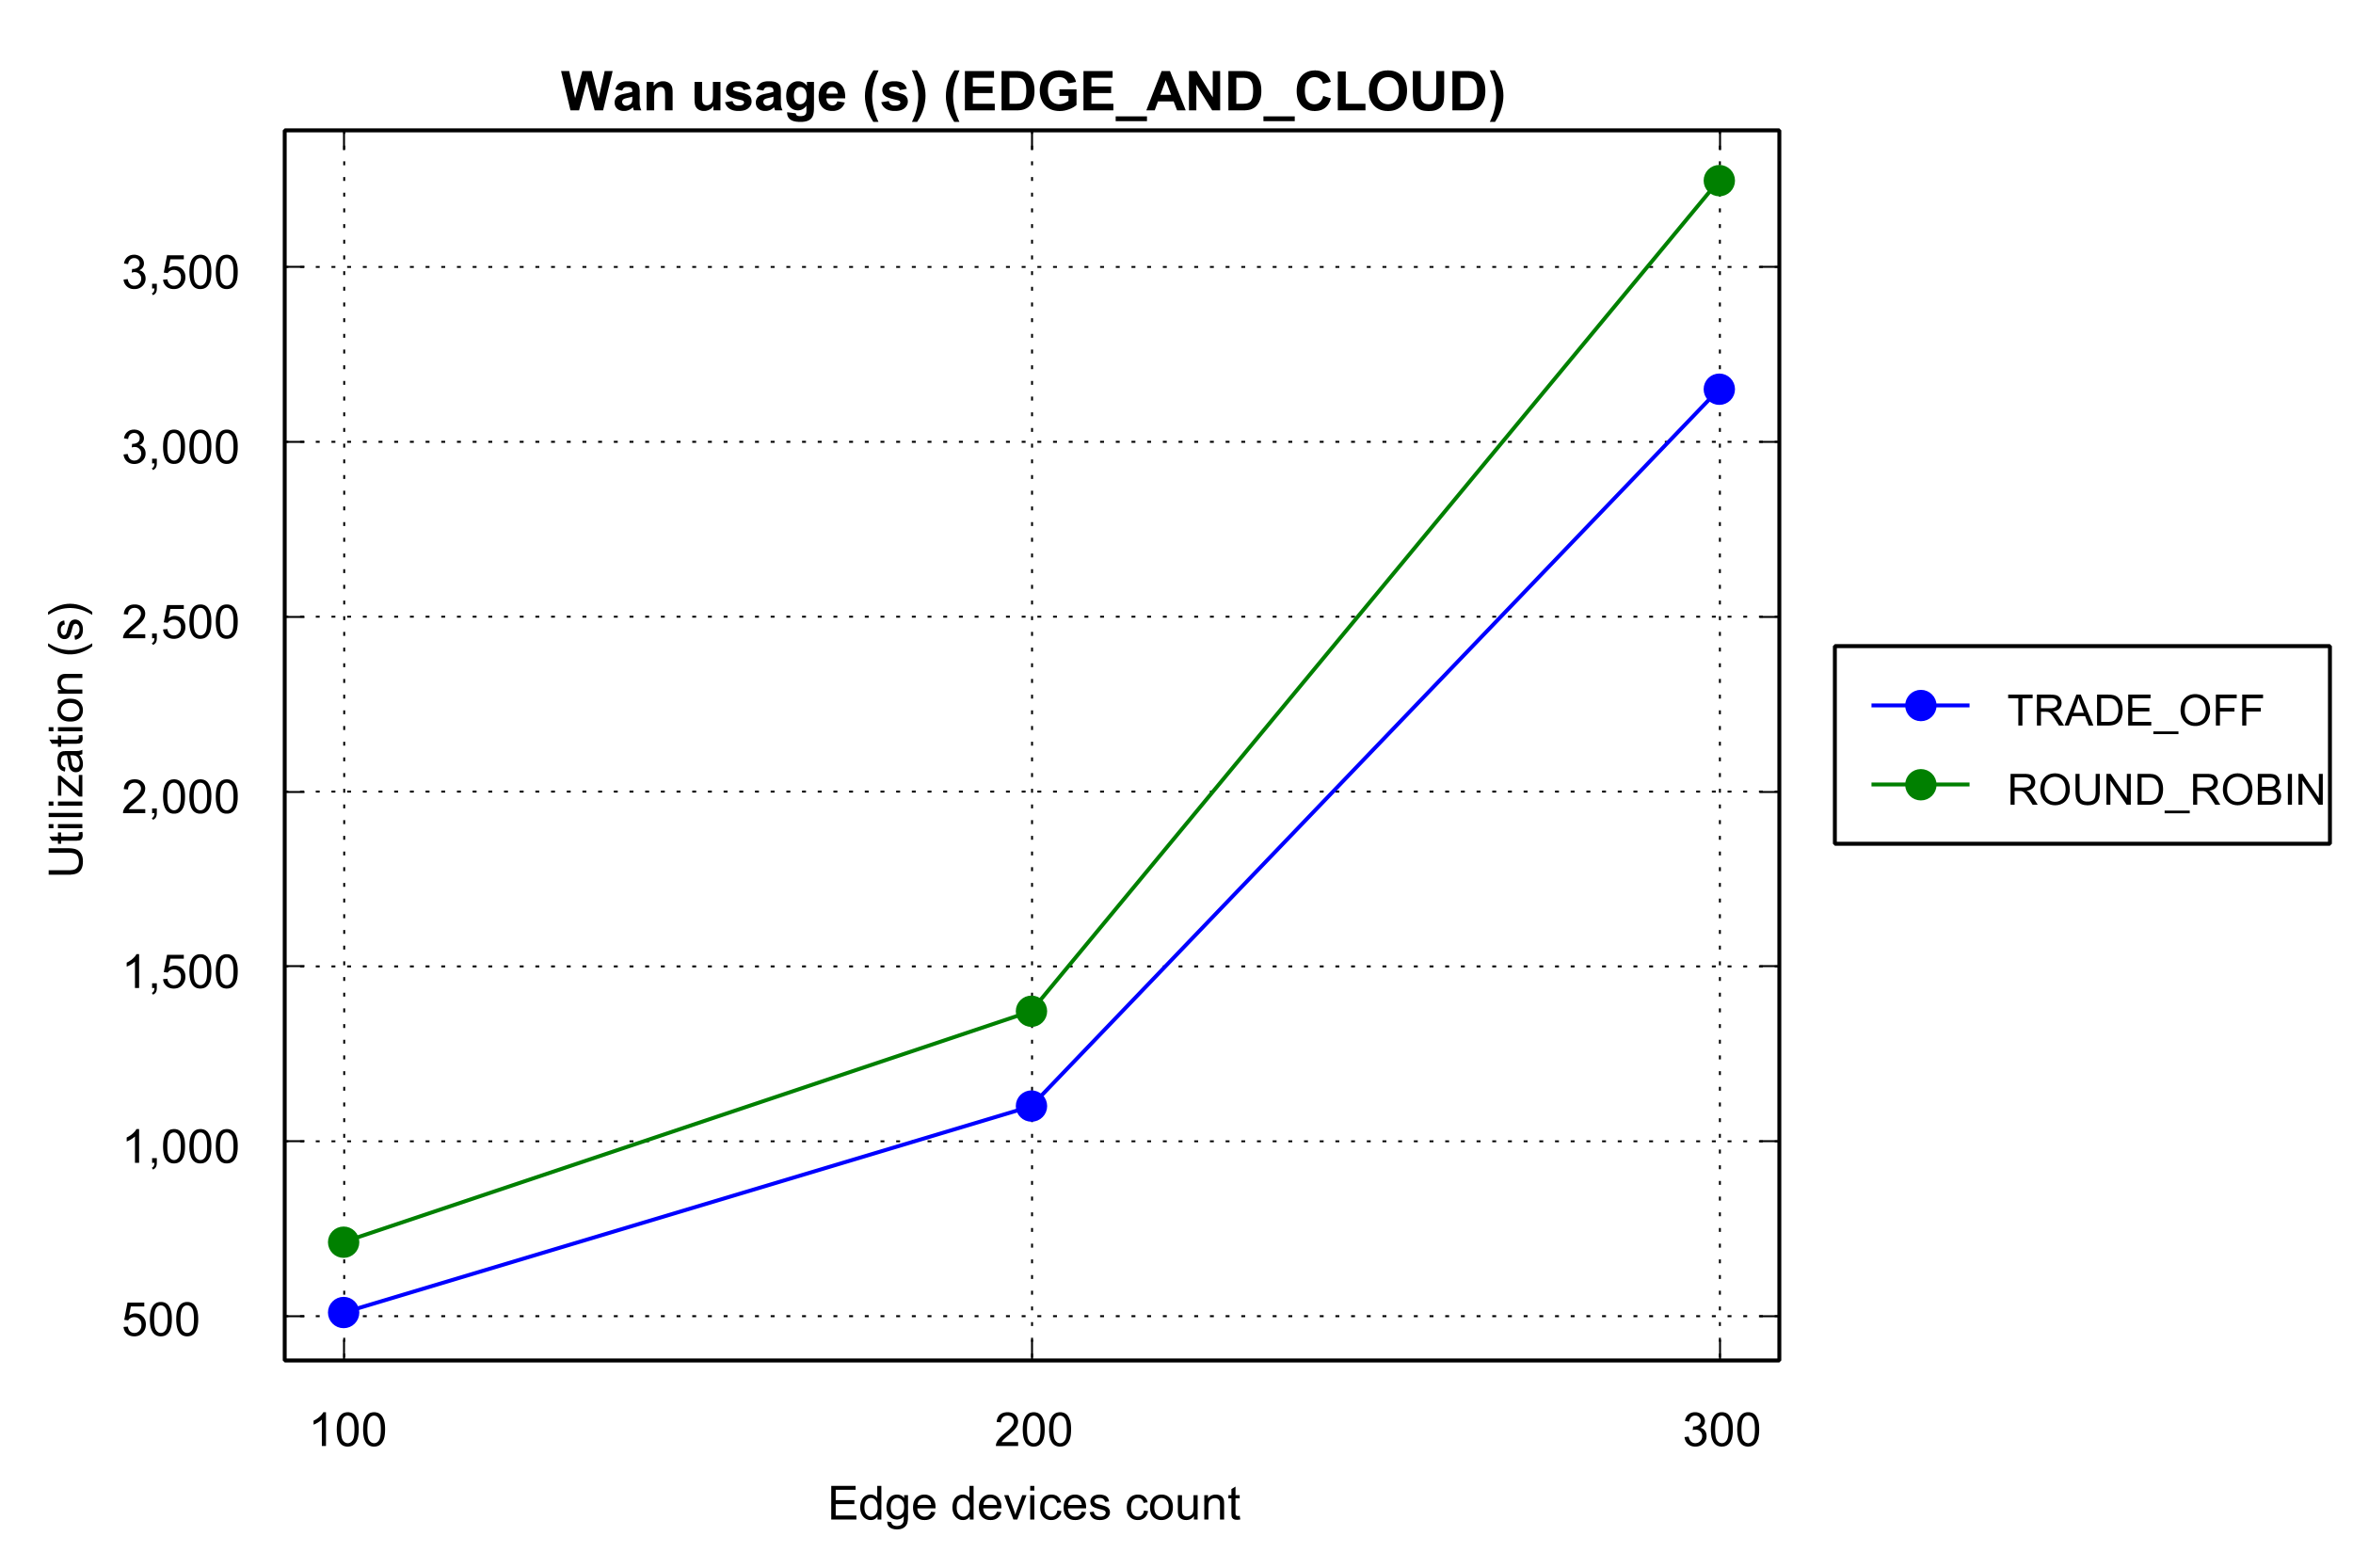 Wan usage (s) (EDGE_AND_CLOUD)
3,500
3,000
2,500
2,000
1,500
1,000
500
Utilization (s)
100
200
300
Edge devices count
TRADE_OFF
ROUND_ROBIN